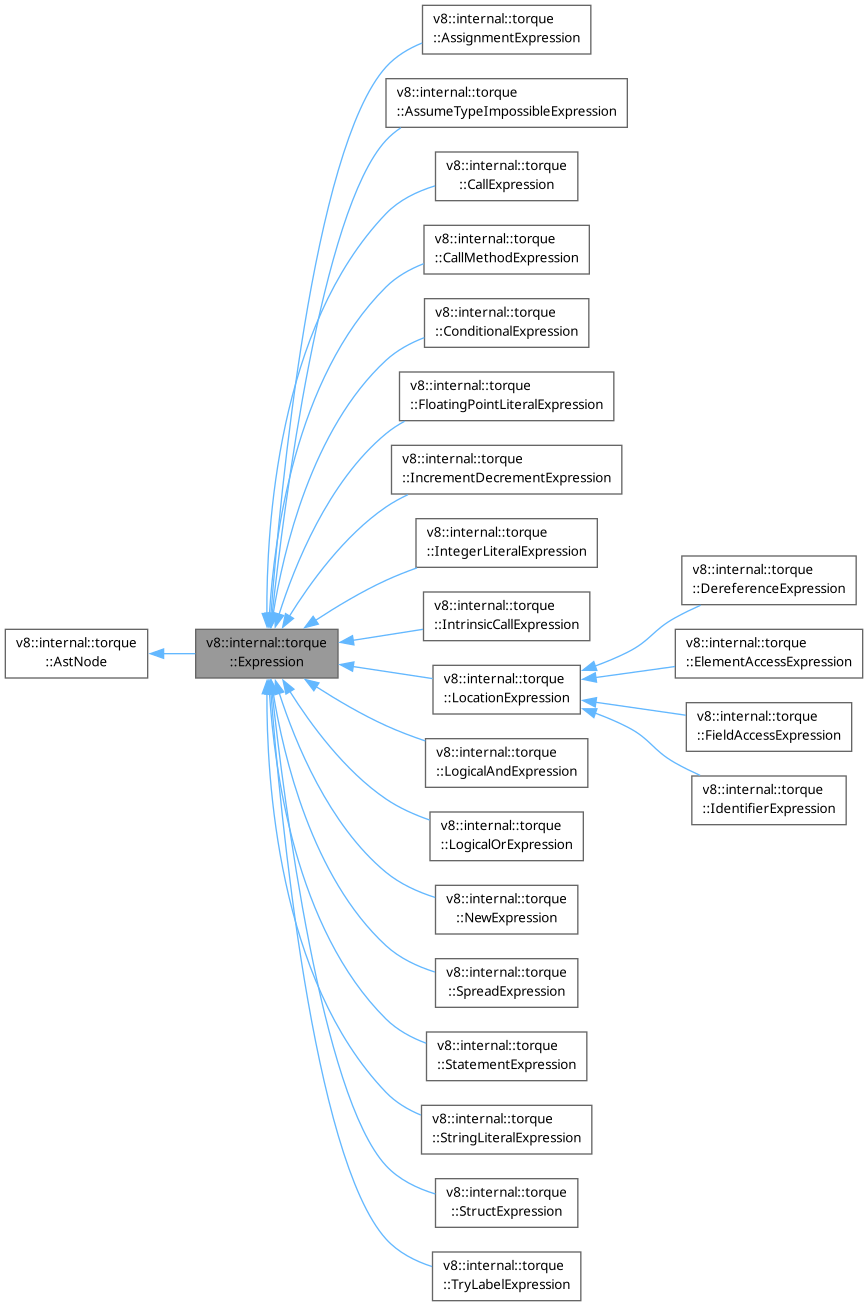 v8::internal::torque
::AstNode
v8::internal::torque
::Expression
v8::internal::torque
::AssignmentExpression
v8::internal::torque
::AssumeTypeImpossibleExpression
v8::internal::torque
::CallExpression
v8::internal::torque
::CallMethodExpression
v8::internal::torque
::ConditionalExpression
v8::internal::torque
::FloatingPointLiteralExpression
v8::internal::torque
::IncrementDecrementExpression
v8::internal::torque
::IntegerLiteralExpression
v8::internal::torque
::IntrinsicCallExpression
v8::internal::torque
::LocationExpression
v8::internal::torque
::LogicalAndExpression
v8::internal::torque
::LogicalOrExpression
v8::internal::torque
::NewExpression
v8::internal::torque
::SpreadExpression
v8::internal::torque
::StatementExpression
v8::internal::torque
::StringLiteralExpression
v8::internal::torque
::StructExpression
v8::internal::torque
::TryLabelExpression
v8::internal::torque
::DereferenceExpression
v8::internal::torque
::ElementAccessExpression
v8::internal::torque
::FieldAccessExpression
v8::internal::torque
::IdentifierExpression